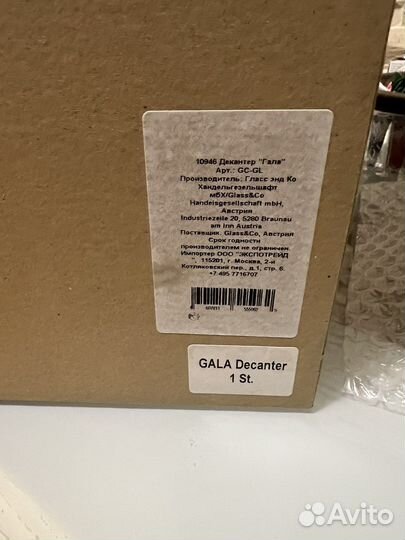 10946 Декантер "Гала"
Арт.: GC-GL
Производитель: Гласс энд Ко
Хандельгезельшафт
мбХ/Glass&Co
Handelsgesellschaft mbH,
Австрия
Industriezeile 20, 5280 Braunau
am Inn Austria
Поставщик: Glass&Co, Австрия
Срок годности
производителем не ограничен.
Импортер ООО "ЭКСПОТРЕЙД
", 115201, г. Москва, 2-й
Котляковский пер., д.1, стр. 6.
+7 495 7716707
GALA Decanter
1 St.
Avito